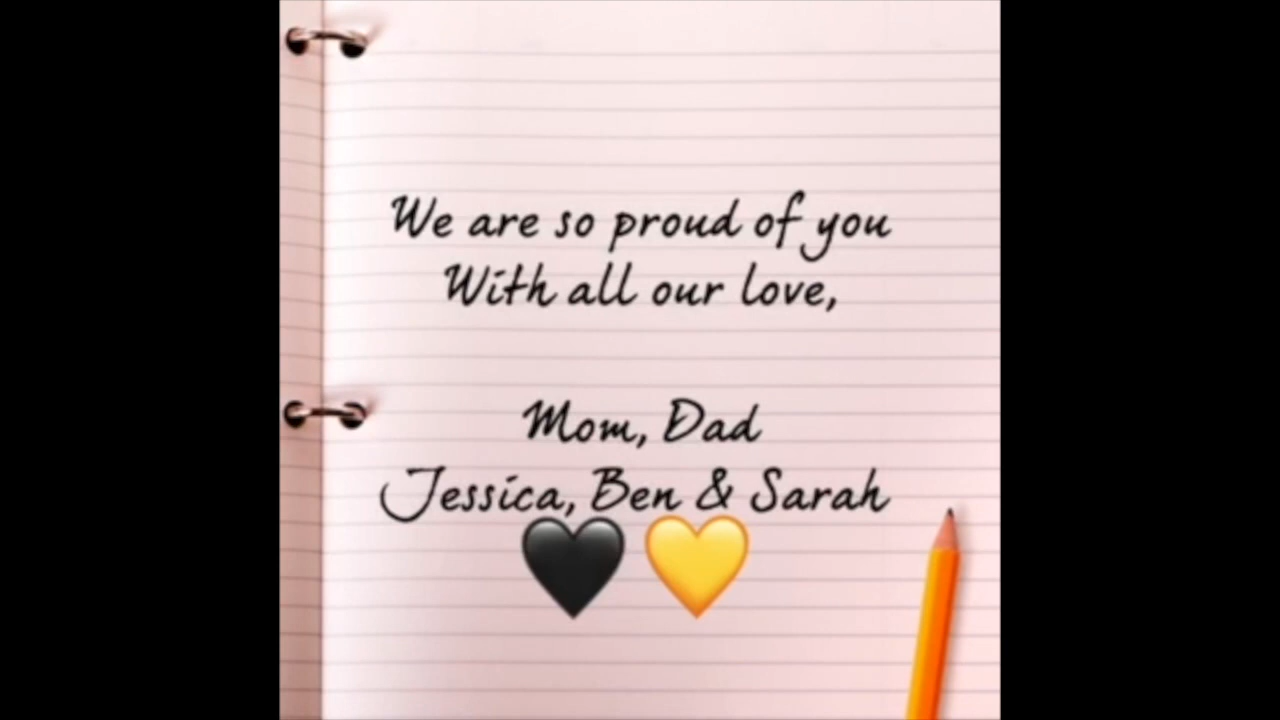 We are so proud of you
With all our love,
Mom, Dad
Jessica, Ben & Sarah
🖤 💛